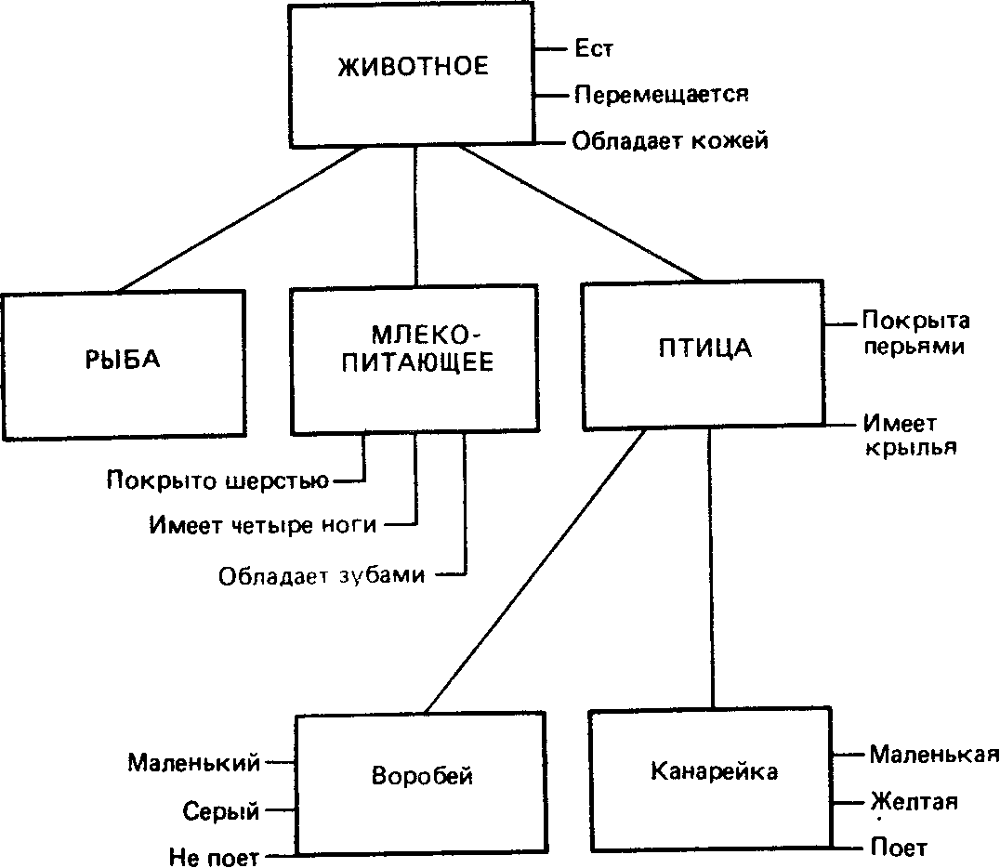 ЖИВОТНОЕ
Ест
Перемещается
Обладает кожей
РЫБА
МЛЕКО-
ПИТАЮЩЕЕ
ПТИЦА
Покрыта
перьями
Имеет
крылья
Покрыто шерстью
Имеет четыре ноги
Обладает зубами
Воробей
Маленький
Серый
Не поет
Канарейка
Маленькая
Желтая
Поет